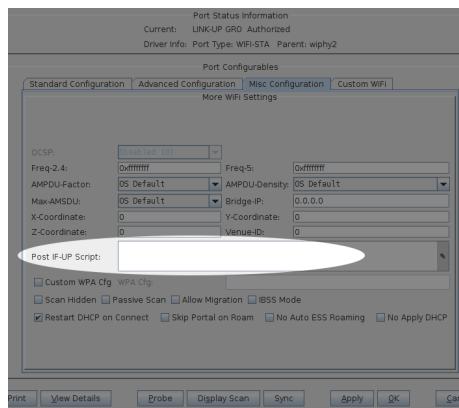 Port Status Information
Current: LINK-UP GRO Authorized
Driver Info: Port Type: WIFI-STA Parent: wiphy2
Port Configurables
Standard Configuration Advanced Configuration Misc Configuration Custom WiFi
More WiFi Settings
OCSP: Disabled (0)
Freq-2.4: 0xffffffff Freq-5: 0xffffffff
AMPDU-Factor: OS Default AMPDU-Density: OS Default
Max-AMSDU: OS Default Bridge-IP: 0.0.0.0
X-Coordinate: 0 Y-Coordinate: 0
Z-Coordinate: 0 Venue-ID: 0
Post IF-UP Script:
Custom WPA Cfg WPA Cfg:
Scan Hidden Passive Scan Allow Migration IBSS Mode
Restart DHCP on Connect Skip Portal on Roam No Auto ESS Roaming No Apply DHCP
Print View Details Probe Display Scan Sync Apply OK